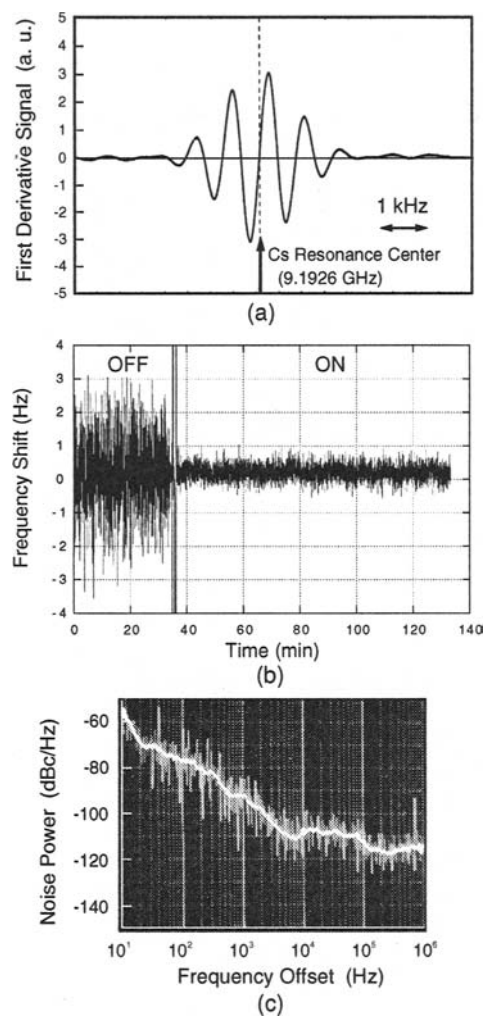 First Derivative Signal (a. u.)
5
4
3
2
1
0
-1
-2
-3
-4
-5
1 kHz
Cs Resonance Center
(9.1926 GHz)
(a)
Frequency Shift (Hz)
4
3
2
1
0
-1
-2
-3
-4
OFF
ON
0 20 40 60 80 100 120 140
Time (min)
(b)
Noise Power (dBc/Hz)
-60
-80
-100
-120
-140
10¹ 10² 10³ 10⁴ 10⁵ 10⁶
Frequency Offset (Hz)
(c)